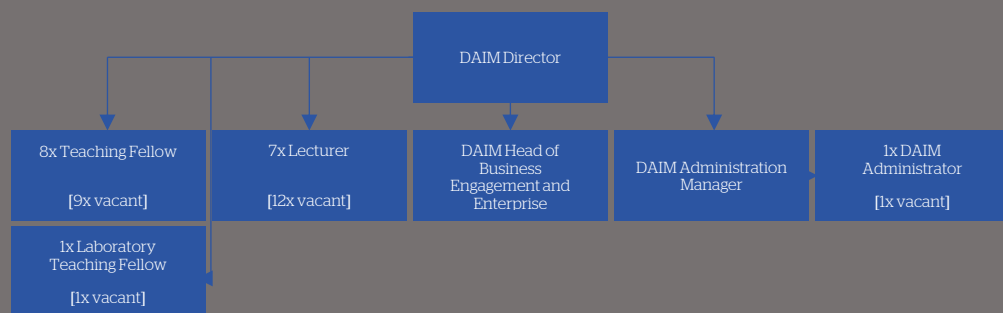 DAIM Director
8x Teaching Fellow
[9x vacant]
7x Lecturer
[12x vacant]
DAIM Head of
Business
Engagement and
Enterprise
DAIM Administration
Manager
1x DAIM
Administrator
[1x vacant]
1x Laboratory
Teaching Fellow
[1x vacant]